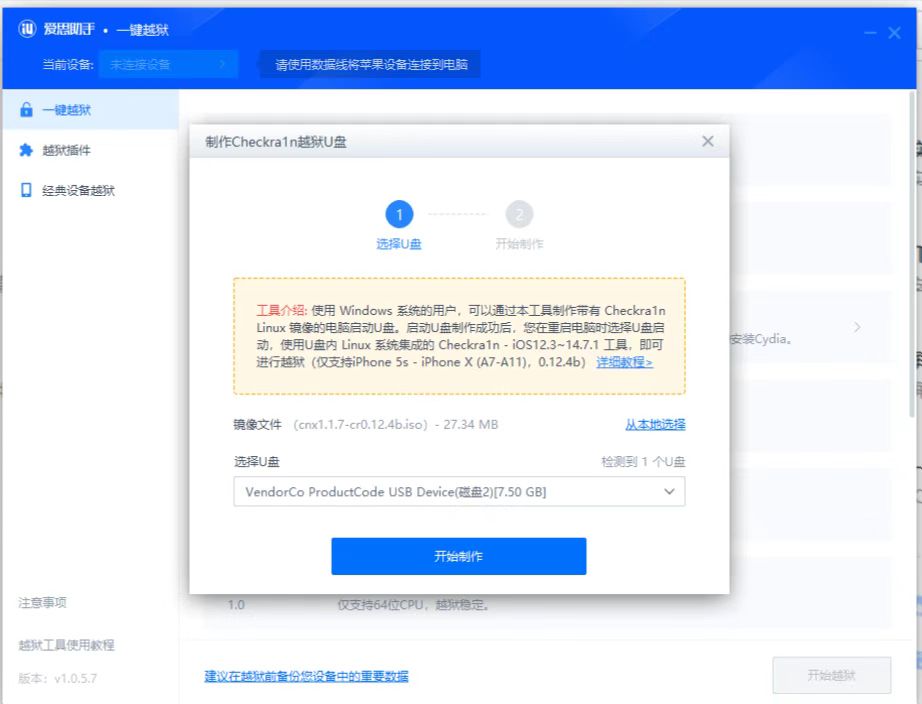 爱思助手 • 一键越狱
当前设备: 未连接设备 请使用数据线将苹果设备连接到电脑
一键越狱
越狱插件
经典设备越狱
制作Checkra1n越狱U盘
1 2
选择U盘 开始制作
工具介绍: 使用 Windows 系统的用户，可以通过本工具制作带有 Checkra1n
Linux 镜像的电脑启动U盘。启动U盘制作成功后，您在重启电脑时选择U盘启
动，使用U盘内 Linux 系统集成的 Checkra1n - iOS12.3~14.7.1 工具，即可
进行越狱（仅支持iPhone 5s - iPhone X (A7-A11)，0.12.4b） 详细教程>
安装Cydia。
镜像文件 （cnx1.1.7-cr0.12.4b.iso）- 27.34 MB 从本地选择
选择U盘 检测到 1 个U盘
VendorCo ProductCode USB Device(磁盘2)[7.50 GB]
开始制作
1.0 仅支持64位CPU，越狱稳定。
注意事项
越狱工具使用教程
版本：v1.0.5.7
建议在越狱前备份您设备中的重要数据
开始越狱